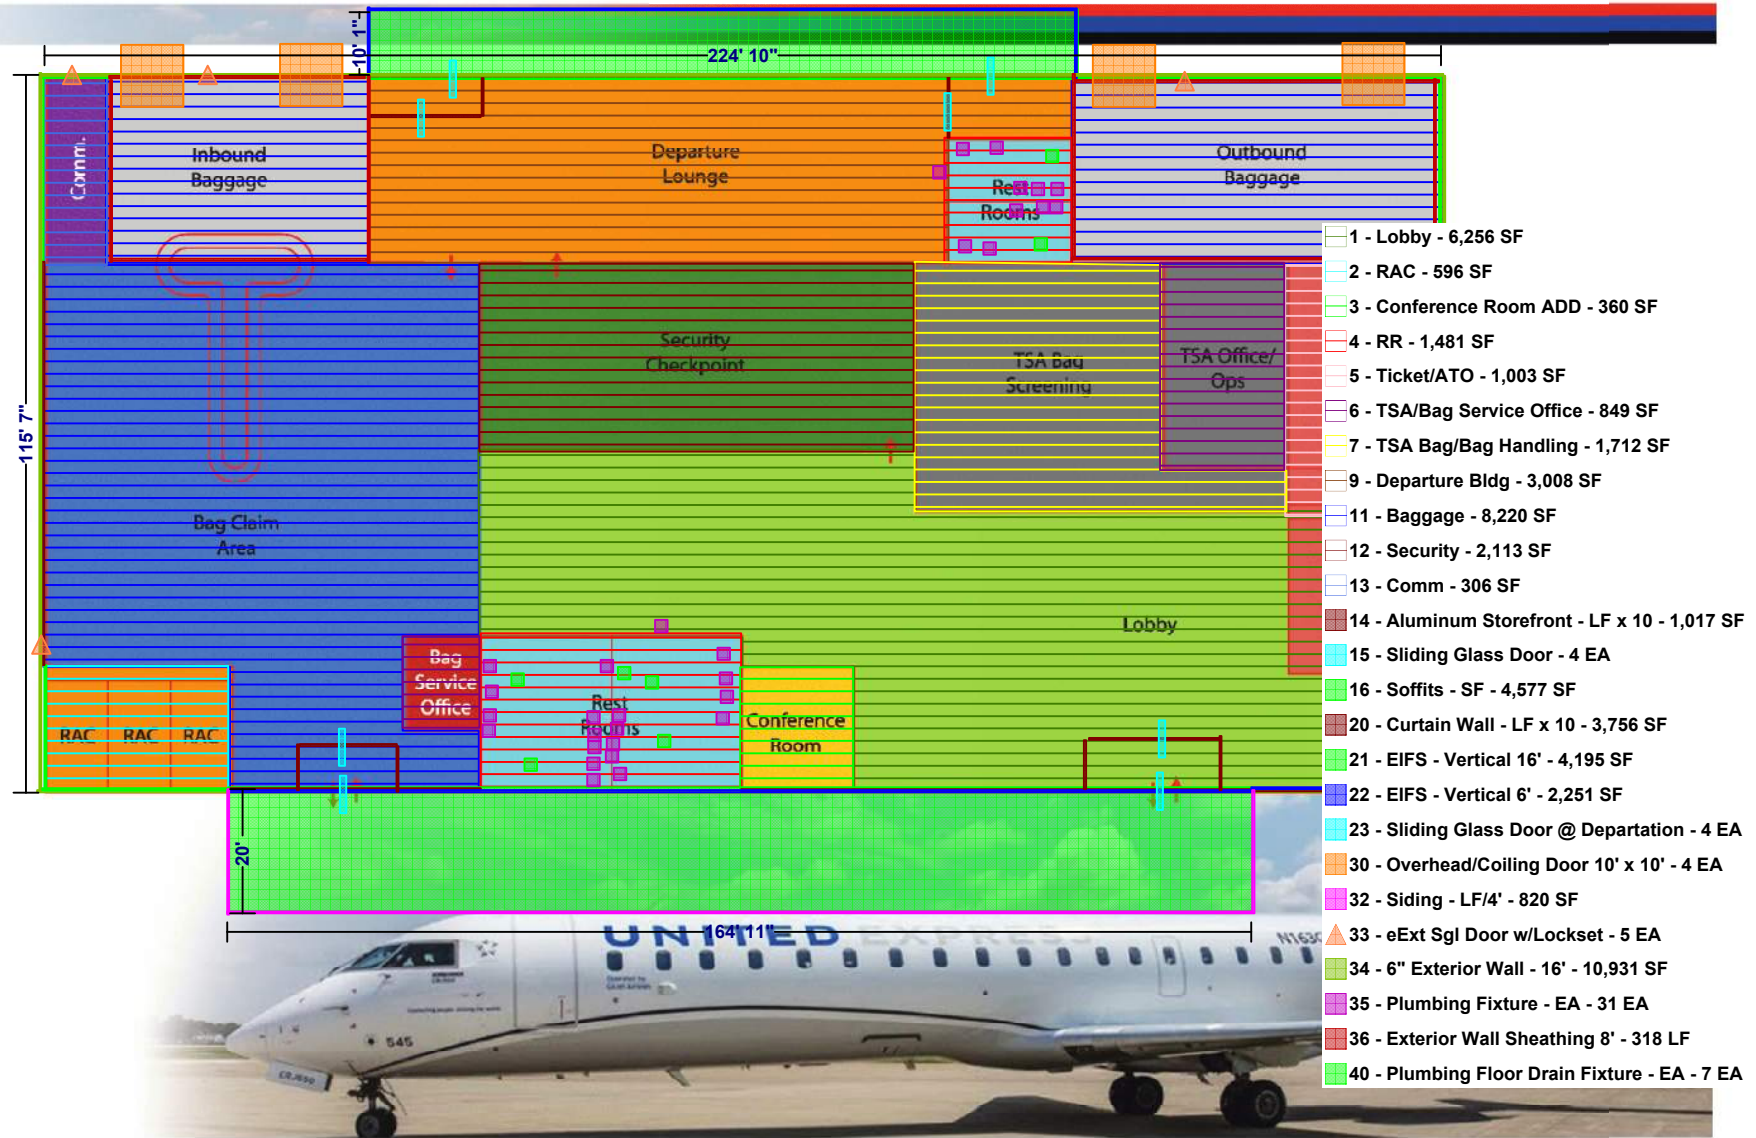 10' 1"
224' 10"
Comm.
Inbound
Baggage
Departure
Lounge
Rest
Rooms
Outbound
Baggage
115' 7"
Security
Checkpoint
TSA Bag
Screening
TSA Office/
Ops
Bag Claim
Area
Lobby
Bag
Service
Office
Rest
Rooms
Conference
Room
RAC
RAC
RAC
20'
164' 11"
1 - Lobby - 6,256 SF
2 - RAC - 596 SF
3 - Conference Room ADD - 360 SF
4 - RR - 1,481 SF
5 - Ticket/ATO - 1,003 SF
6 - TSA/Bag Service Office - 849 SF
7 - TSA Bag/Bag Handling - 1,712 SF
9 - Departure Bldg - 3,008 SF
11 - Baggage - 8,220 SF
12 - Security - 2,113 SF
13 - Comm - 306 SF
14 - Aluminum Storefront - LF x 10 - 1,017 SF
15 - Sliding Glass Door - 4 EA
16 - Soffits - SF - 4,577 SF
20 - Curtain Wall - LF x 10 - 3,756 SF
21 - EIFS - Vertical 16' - 4,195 SF
22 - EIFS - Vertical 6' - 2,251 SF
23 - Sliding Glass Door @ Departation - 4 EA
30 - Overhead/Coiling Door 10' x 10' - 4 EA
32 - Siding - LF/4' - 820 SF
33 - eExt Sgl Door w/Lockset - 5 EA
34 - 6" Exterior Wall - 16' - 10,931 SF
35 - Plumbing Fixture - EA - 31 EA
36 - Exterior Wall Sheathing 8' - 318 LF
40 - Plumbing Floor Drain Fixture - EA - 7 EA
UNITED EXPRESS
545